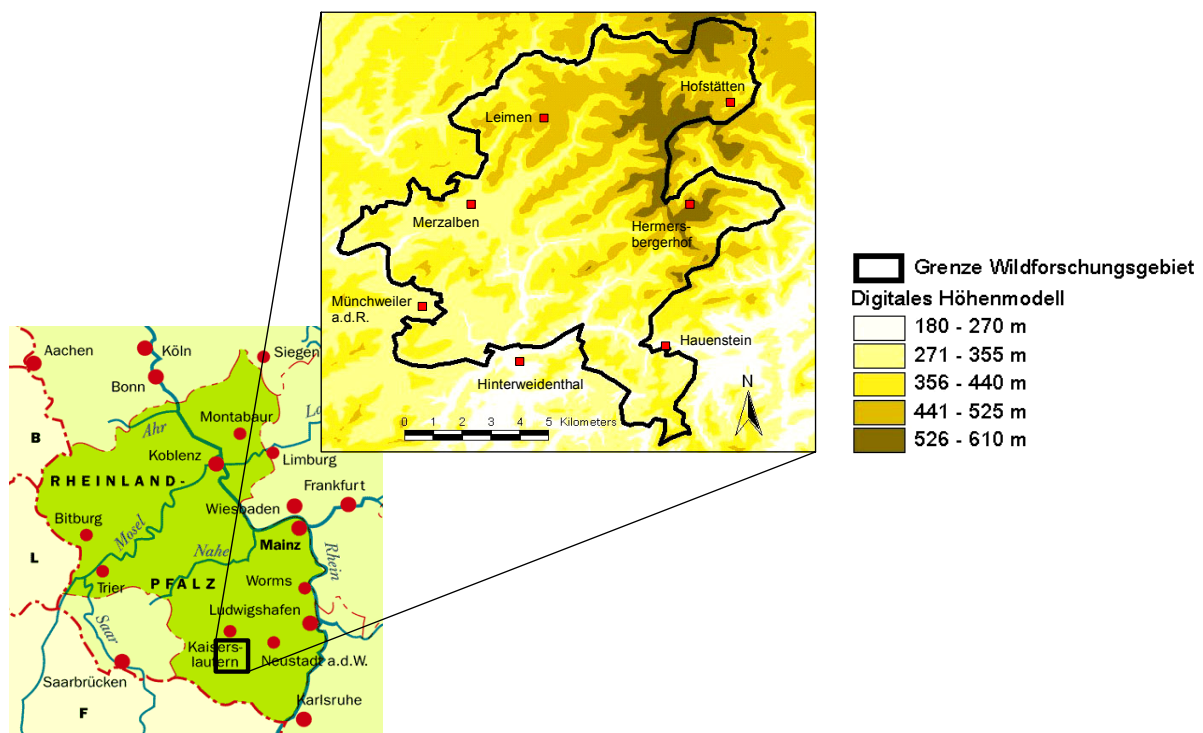 Hofstätten
Leimen
Merzalben
Hermers-
bergerhof
Münchweiler
a.d.R.
Hauenstein
Hinterweidenthal
N
0 1 2 3 4 5 Kilometers
Grenze Wildforschungsgebiet
Digitales Höhenmodell
180 - 270 m
271 - 355 m
356 - 440 m
441 - 525 m
526 - 610 m
Aachen
Köln
Siegen
Bonn
Montabaur
La
Ahr
B
Koblenz
Limburg
RHEINLAND-
Frankfurt
Wiesbaden
Bitburg
Mosel
Mainz
Nahe
Rhein
L
Trier
PFALZ
Worms
Ludwigshafen
Saar
Kaisers-
lautern
Neustadt a.d.W.
Saarbrücken
Karlsruhe
F